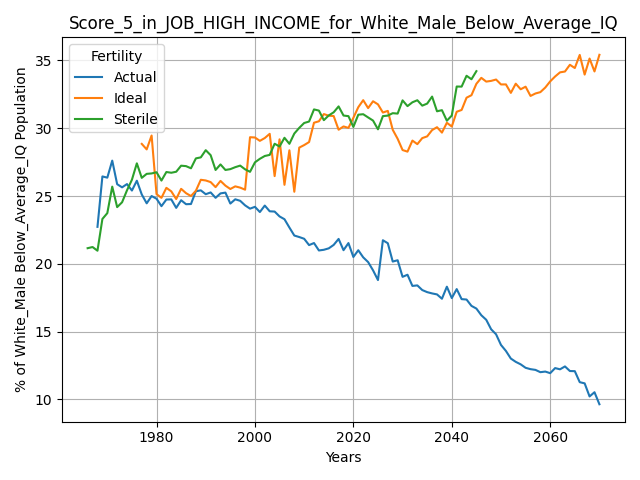 Score_5_in_JOB_HIGH_INCOME_for_White_Male_Below_Average_IQ
Fertility
Actual
Ideal
Sterile
% of White_Male Below_Average_IQ Population
35
30
25
20
15
10
1980
2000
2020
2040
2060
Years